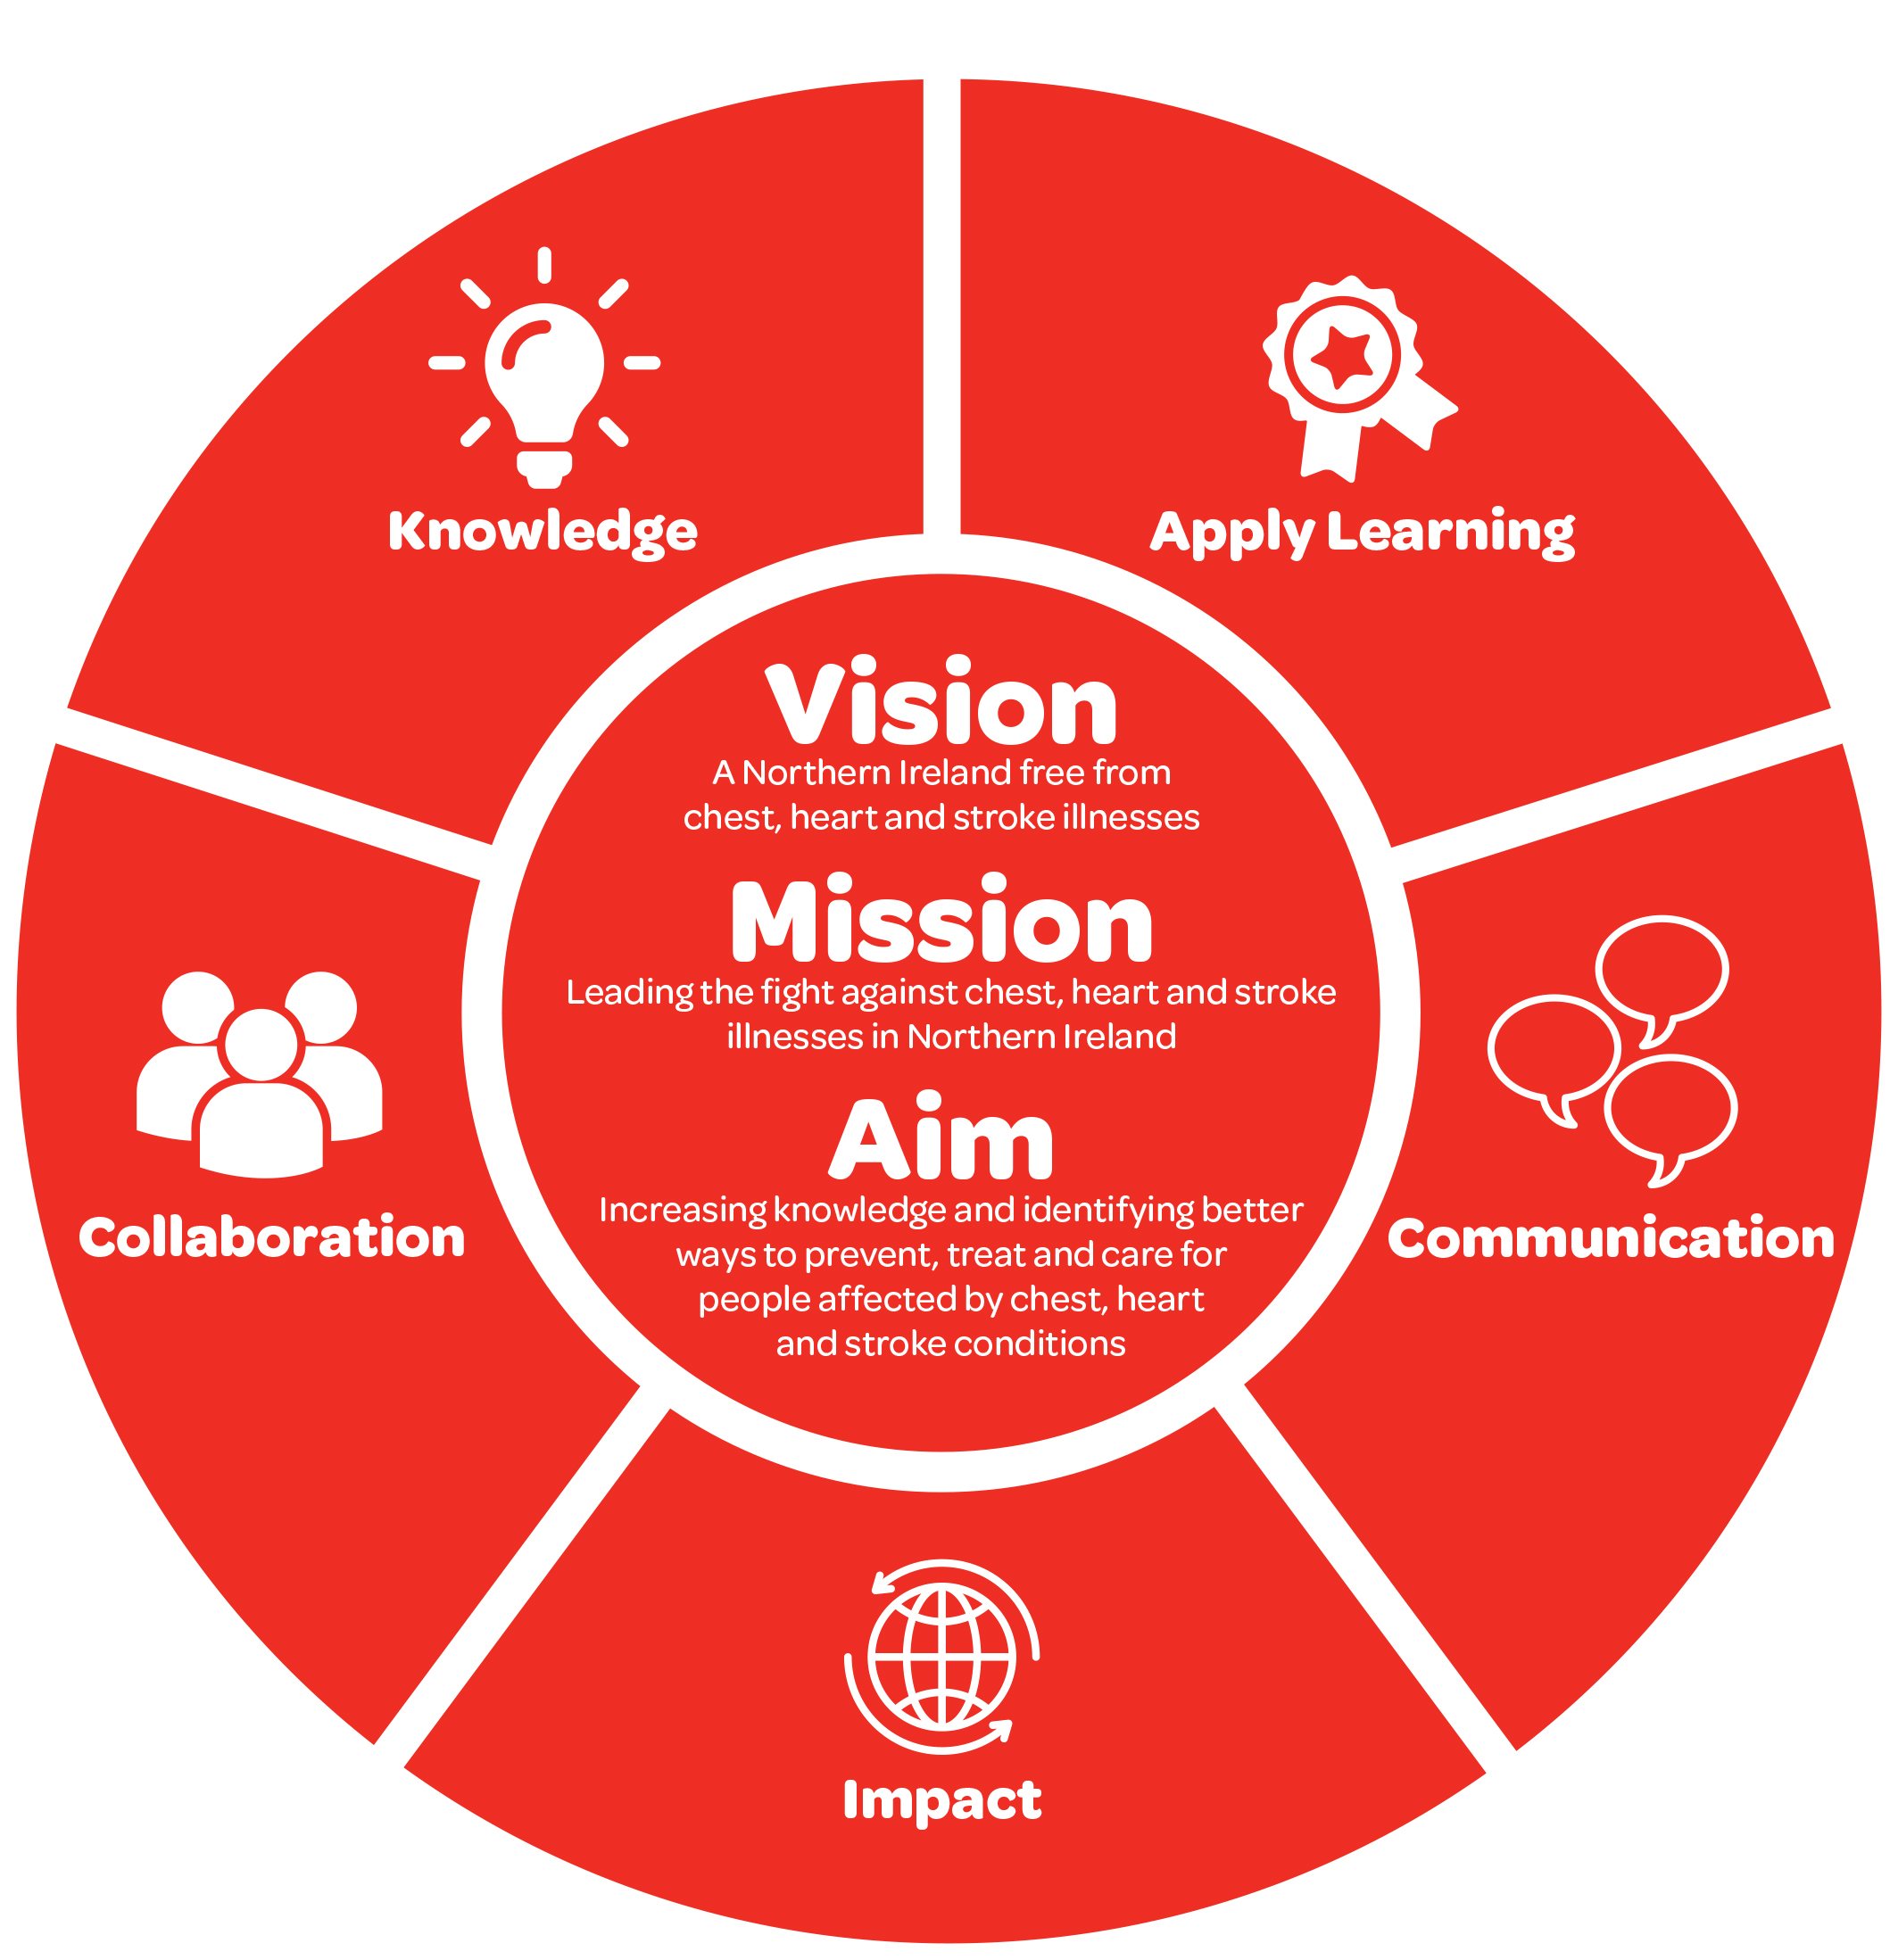 Knowledge
Apply Learning
Vision
A Northern Ireland free from
chest, heart and stroke illnesses
Mission
Leading the fight against chest, heart and stroke
illnesses in Northern Ireland
Aim
Increasing knowledge and identifying better
ways to prevent, treat and care for
people affected by chest, heart
and stroke conditions
Collaboration
Communication
Impact